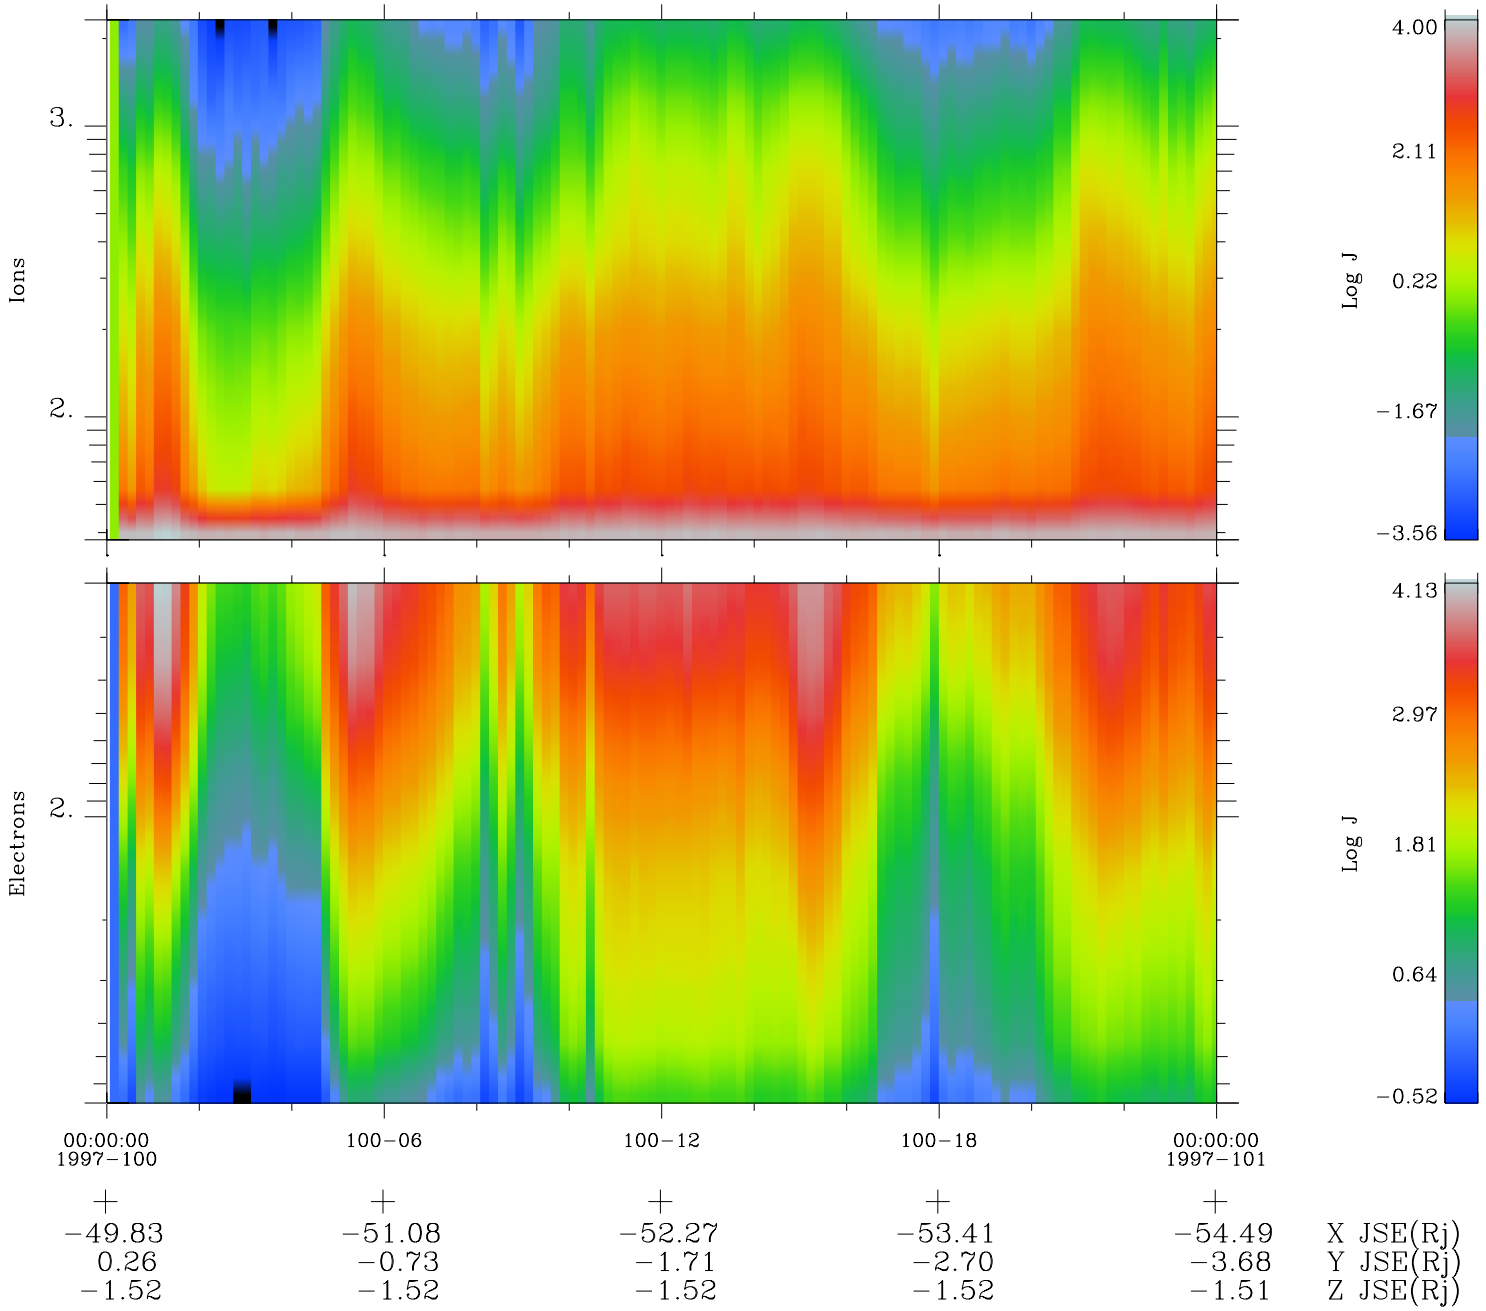 4.00
3.
2.11
Ions
Log J
0.22
2.
−1.67
−3.56
4.13
2.97
2.
Electrons
Log J
1.81
0.64
−0.52
00:00:00 100−06 100−12 100−18 00:00:00
1997−100 1997−101
−49.83 −51.08 −52.27 −53.41 −54.49 X JSE(Rj)
0.26 −0.73 −1.71 −2.70 −3.68 Y JSE(Rj)
−1.52 −1.52 −1.52 −1.52 −1.51 Z JSE(Rj)